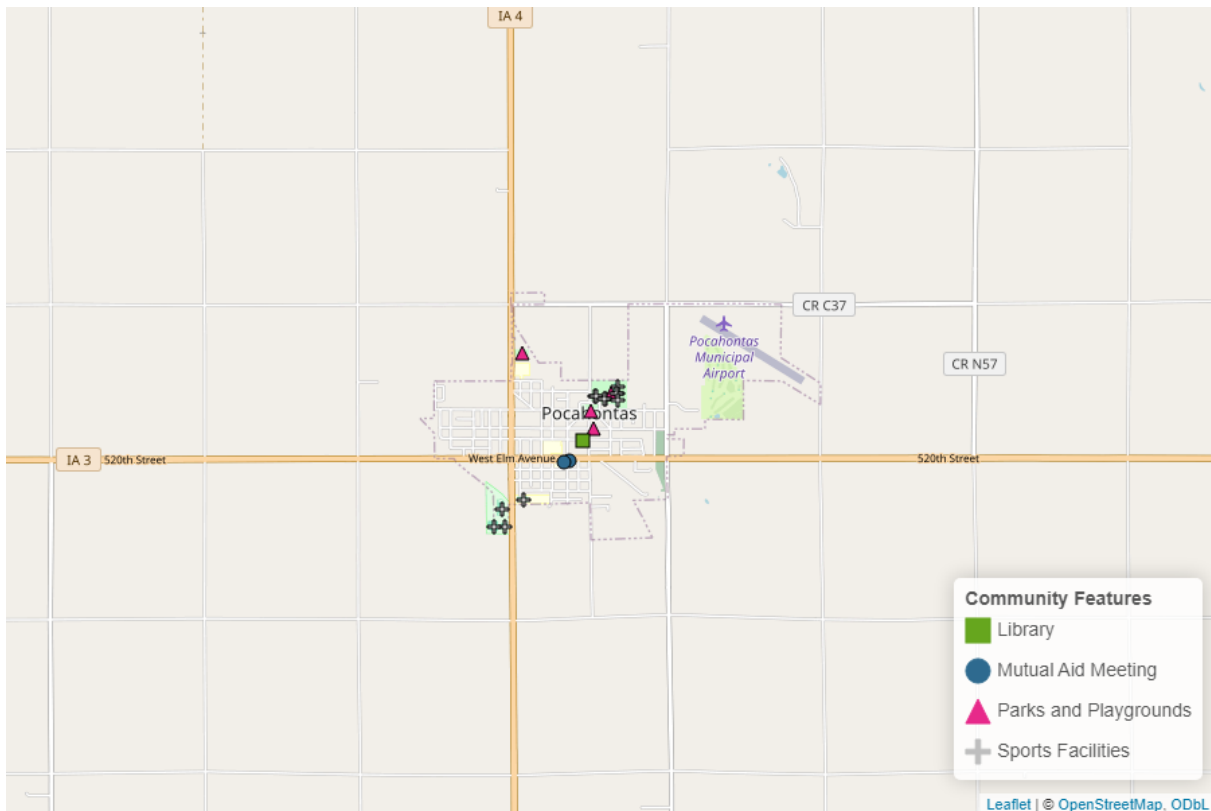 IA 4
CR C37
Pocahontas
Municipal
Airport
CR N57
Pocahontas
IA 3
520th Street
West Elm Avenue
520th Street
Community Features
Library
Mutual Aid Meeting
Parks and Playgrounds
Sports Facilities
Leaflet | © OpenStreetMap, ODbL